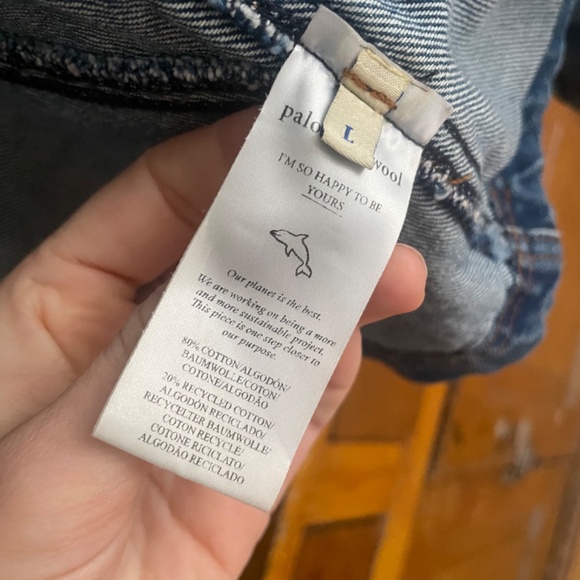 L
palo wool
I'M SO HAPPY TO BE
YOURS
Our planet is the best.
We are working on being a more
and more sustainable project.
This piece is one step closer to
our purpose.
80% COTTON/ALGODÓN/
BAUMWOLLE/COTON/
COTONE/ALGODÃO
20% RECYCLED COTTON/
ALGODÓN RECICLADO/
RECYCELTER BAUMWOLLE/
COTON RECYCLÉ/
COTONE RICICLATO/
ALGODÃO RECICLADO